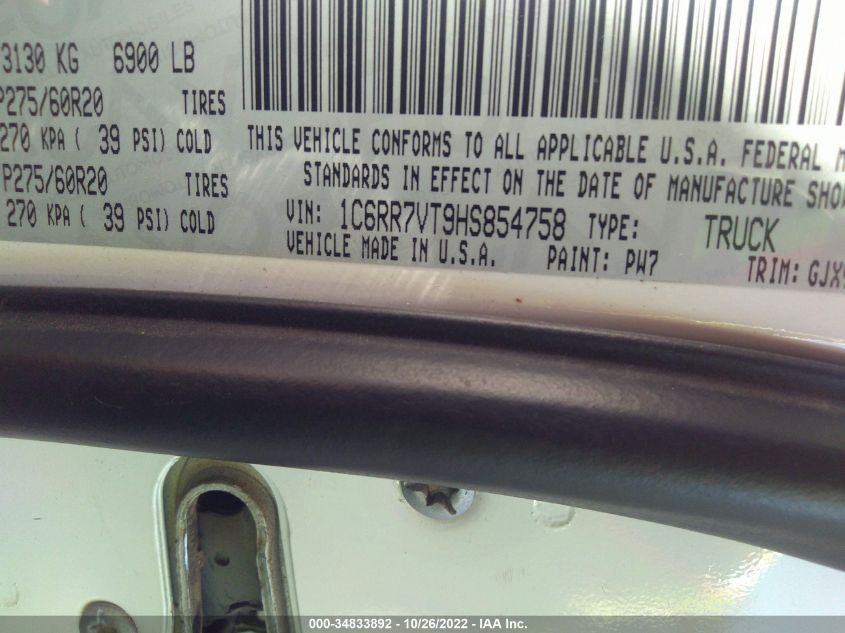 3130 KG 6900 LB
P275/60R20 TIRES
270 KPA ( 39 PSI) COLD
P275/60R20 TIRES
270 KPA ( 39 PSI) COLD
THIS VEHICLE CONFORMS TO ALL APPLICABLE U.S.A. FEDERAL M
STANDARDS IN EFFECT ON THE DATE OF MANUFACTURE SHOW
VIN: 1C6RR7VT9HS854758 TYPE: TRUCK
VEHICLE MADE IN U.S.A. PAINT: PW7 TRIM: GJX9
000-34833892 - 10/26/2022 - IAA Inc.